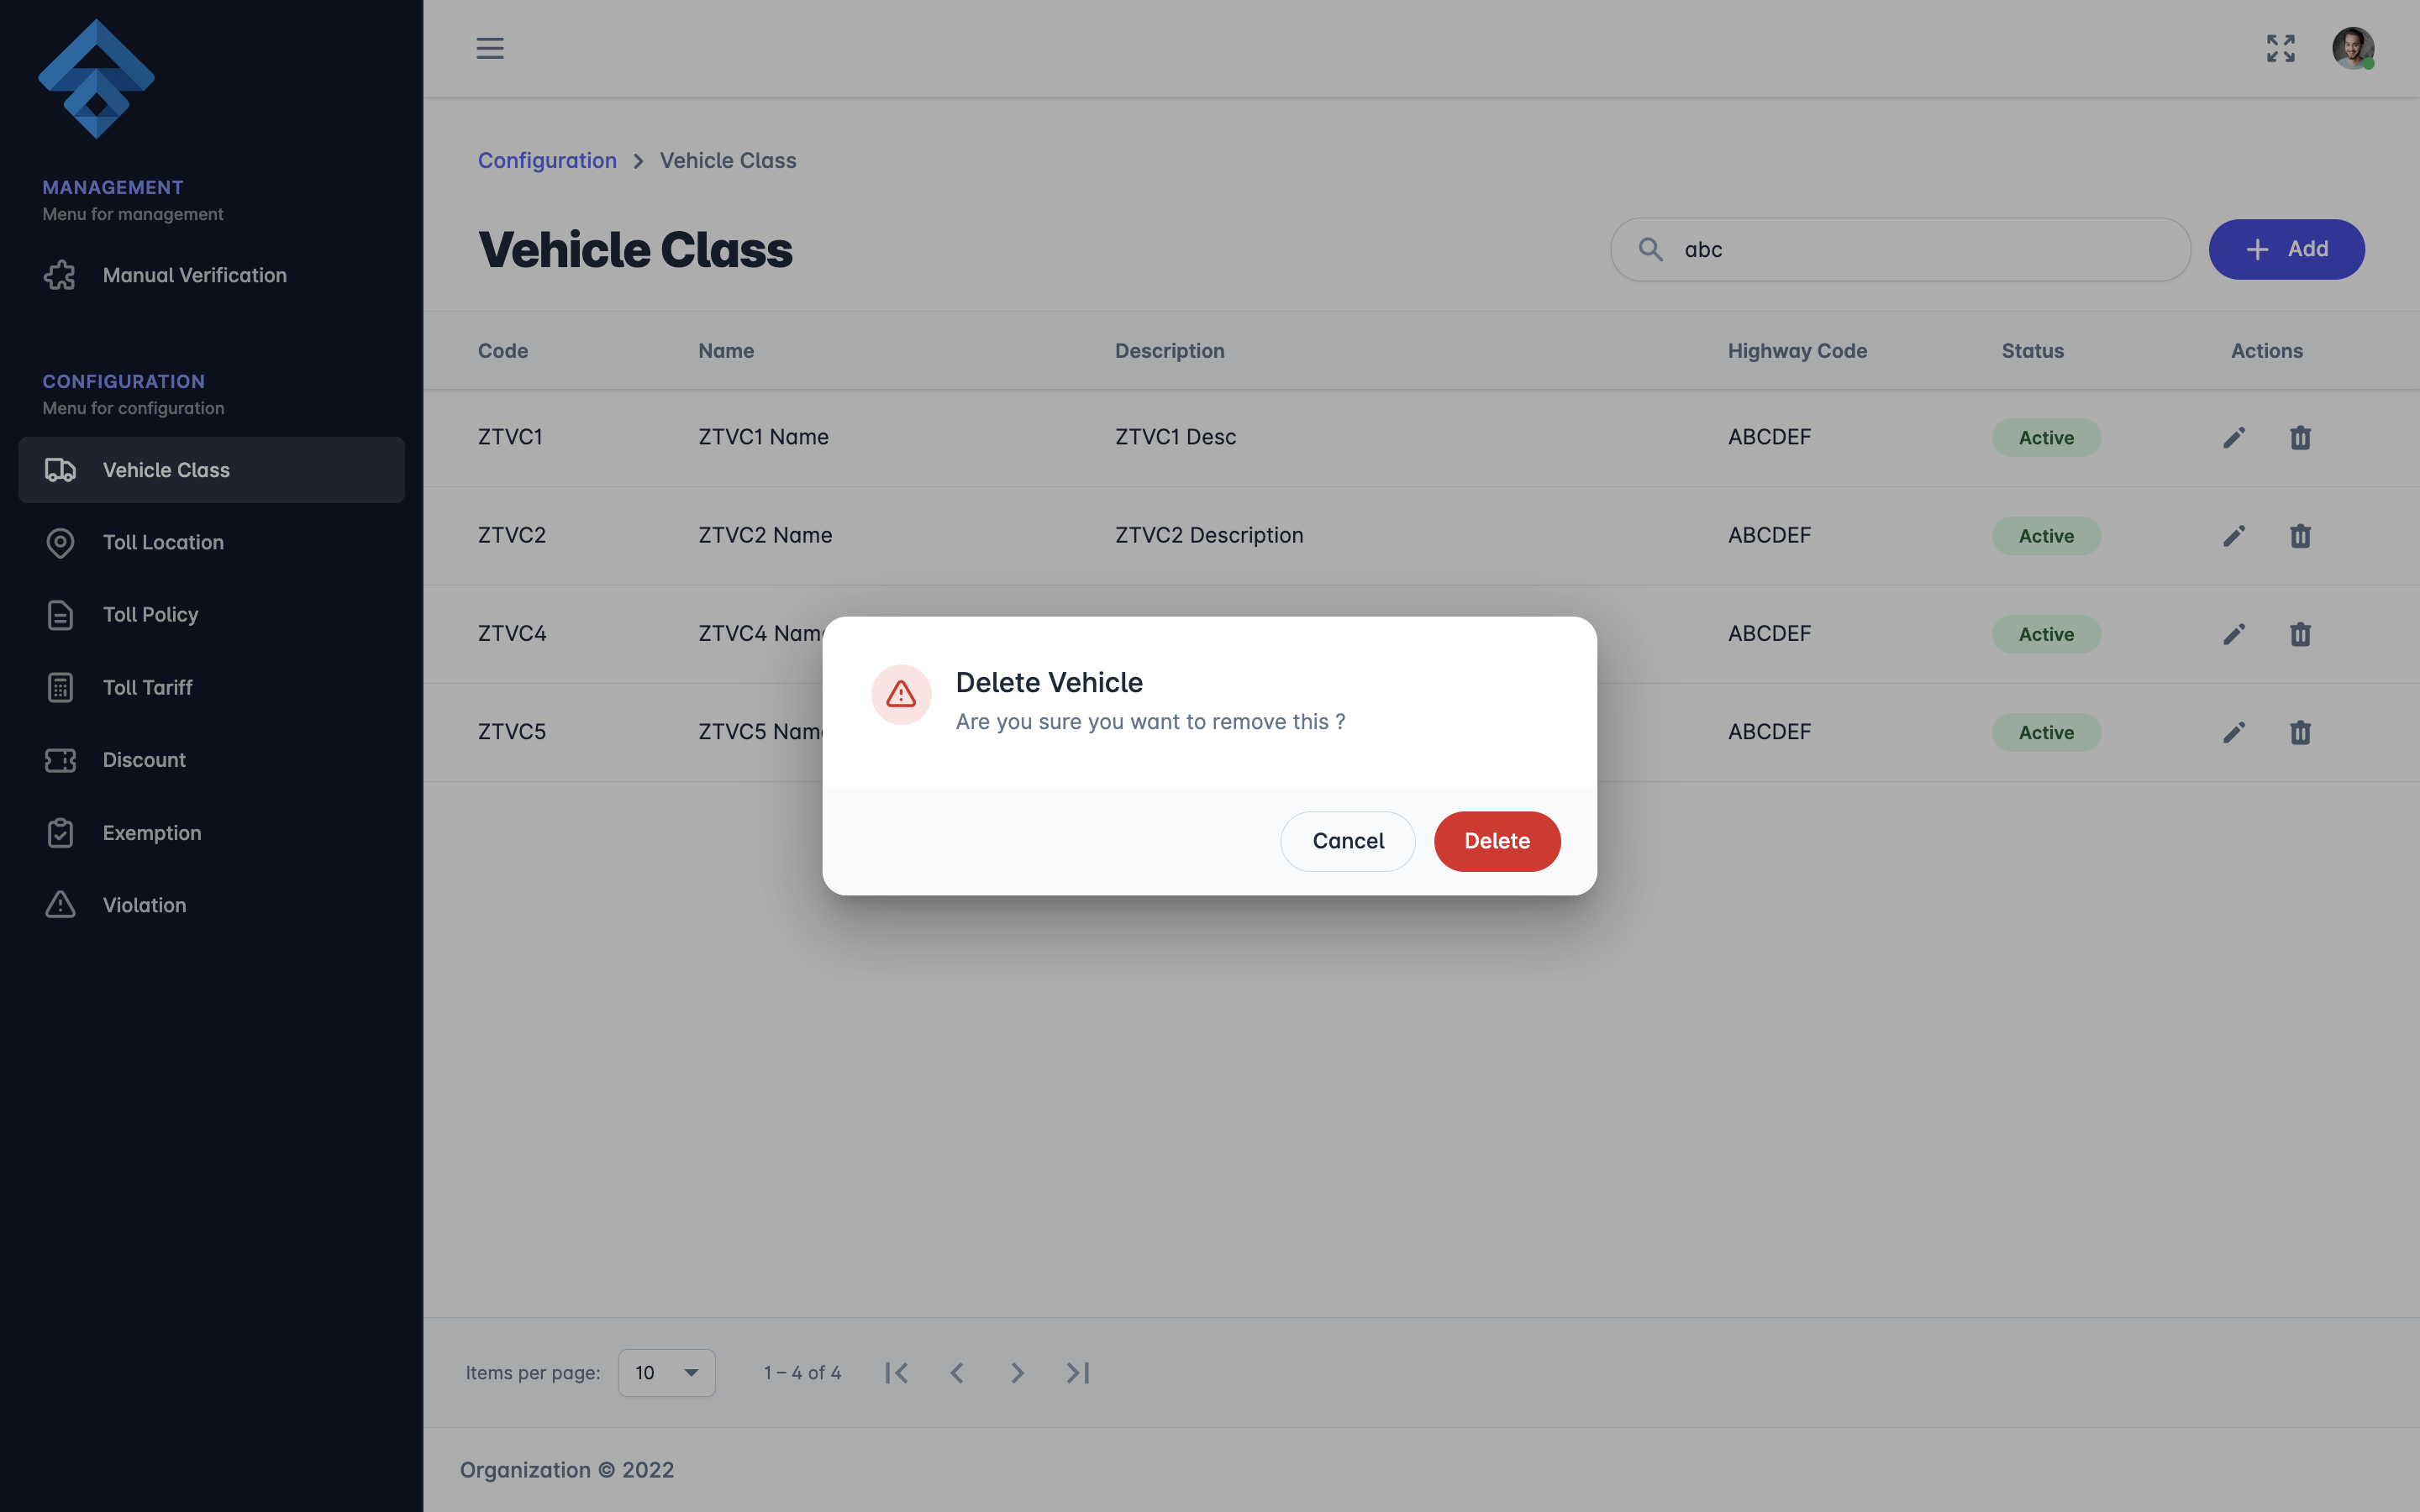 MANAGEMENT
Menu for management
Manual Verification
CONFIGURATION
Menu for configuration
Vehicle Class
Toll Location
Toll Policy
Toll Tariff
Discount
Exemption
Violation
Configuration > Vehicle Class
Vehicle Class
abc
Add
Code Name Description Highway Code Status Actions
ZTVC1 ZTVC1 Name ZTVC1 Desc ABCDEF Active
ZTVC2 ZTVC2 Name ZTVC2 Description ABCDEF Active
ZTVC4 ZTVC4 Name ABCDEF Active
ZTVC5 ZTVC5 Name ABCDEF Active
Delete Vehicle
Are you sure you want to remove this ?
Cancel Delete
Items per page: 10 1 – 4 of 4
Organization © 2022